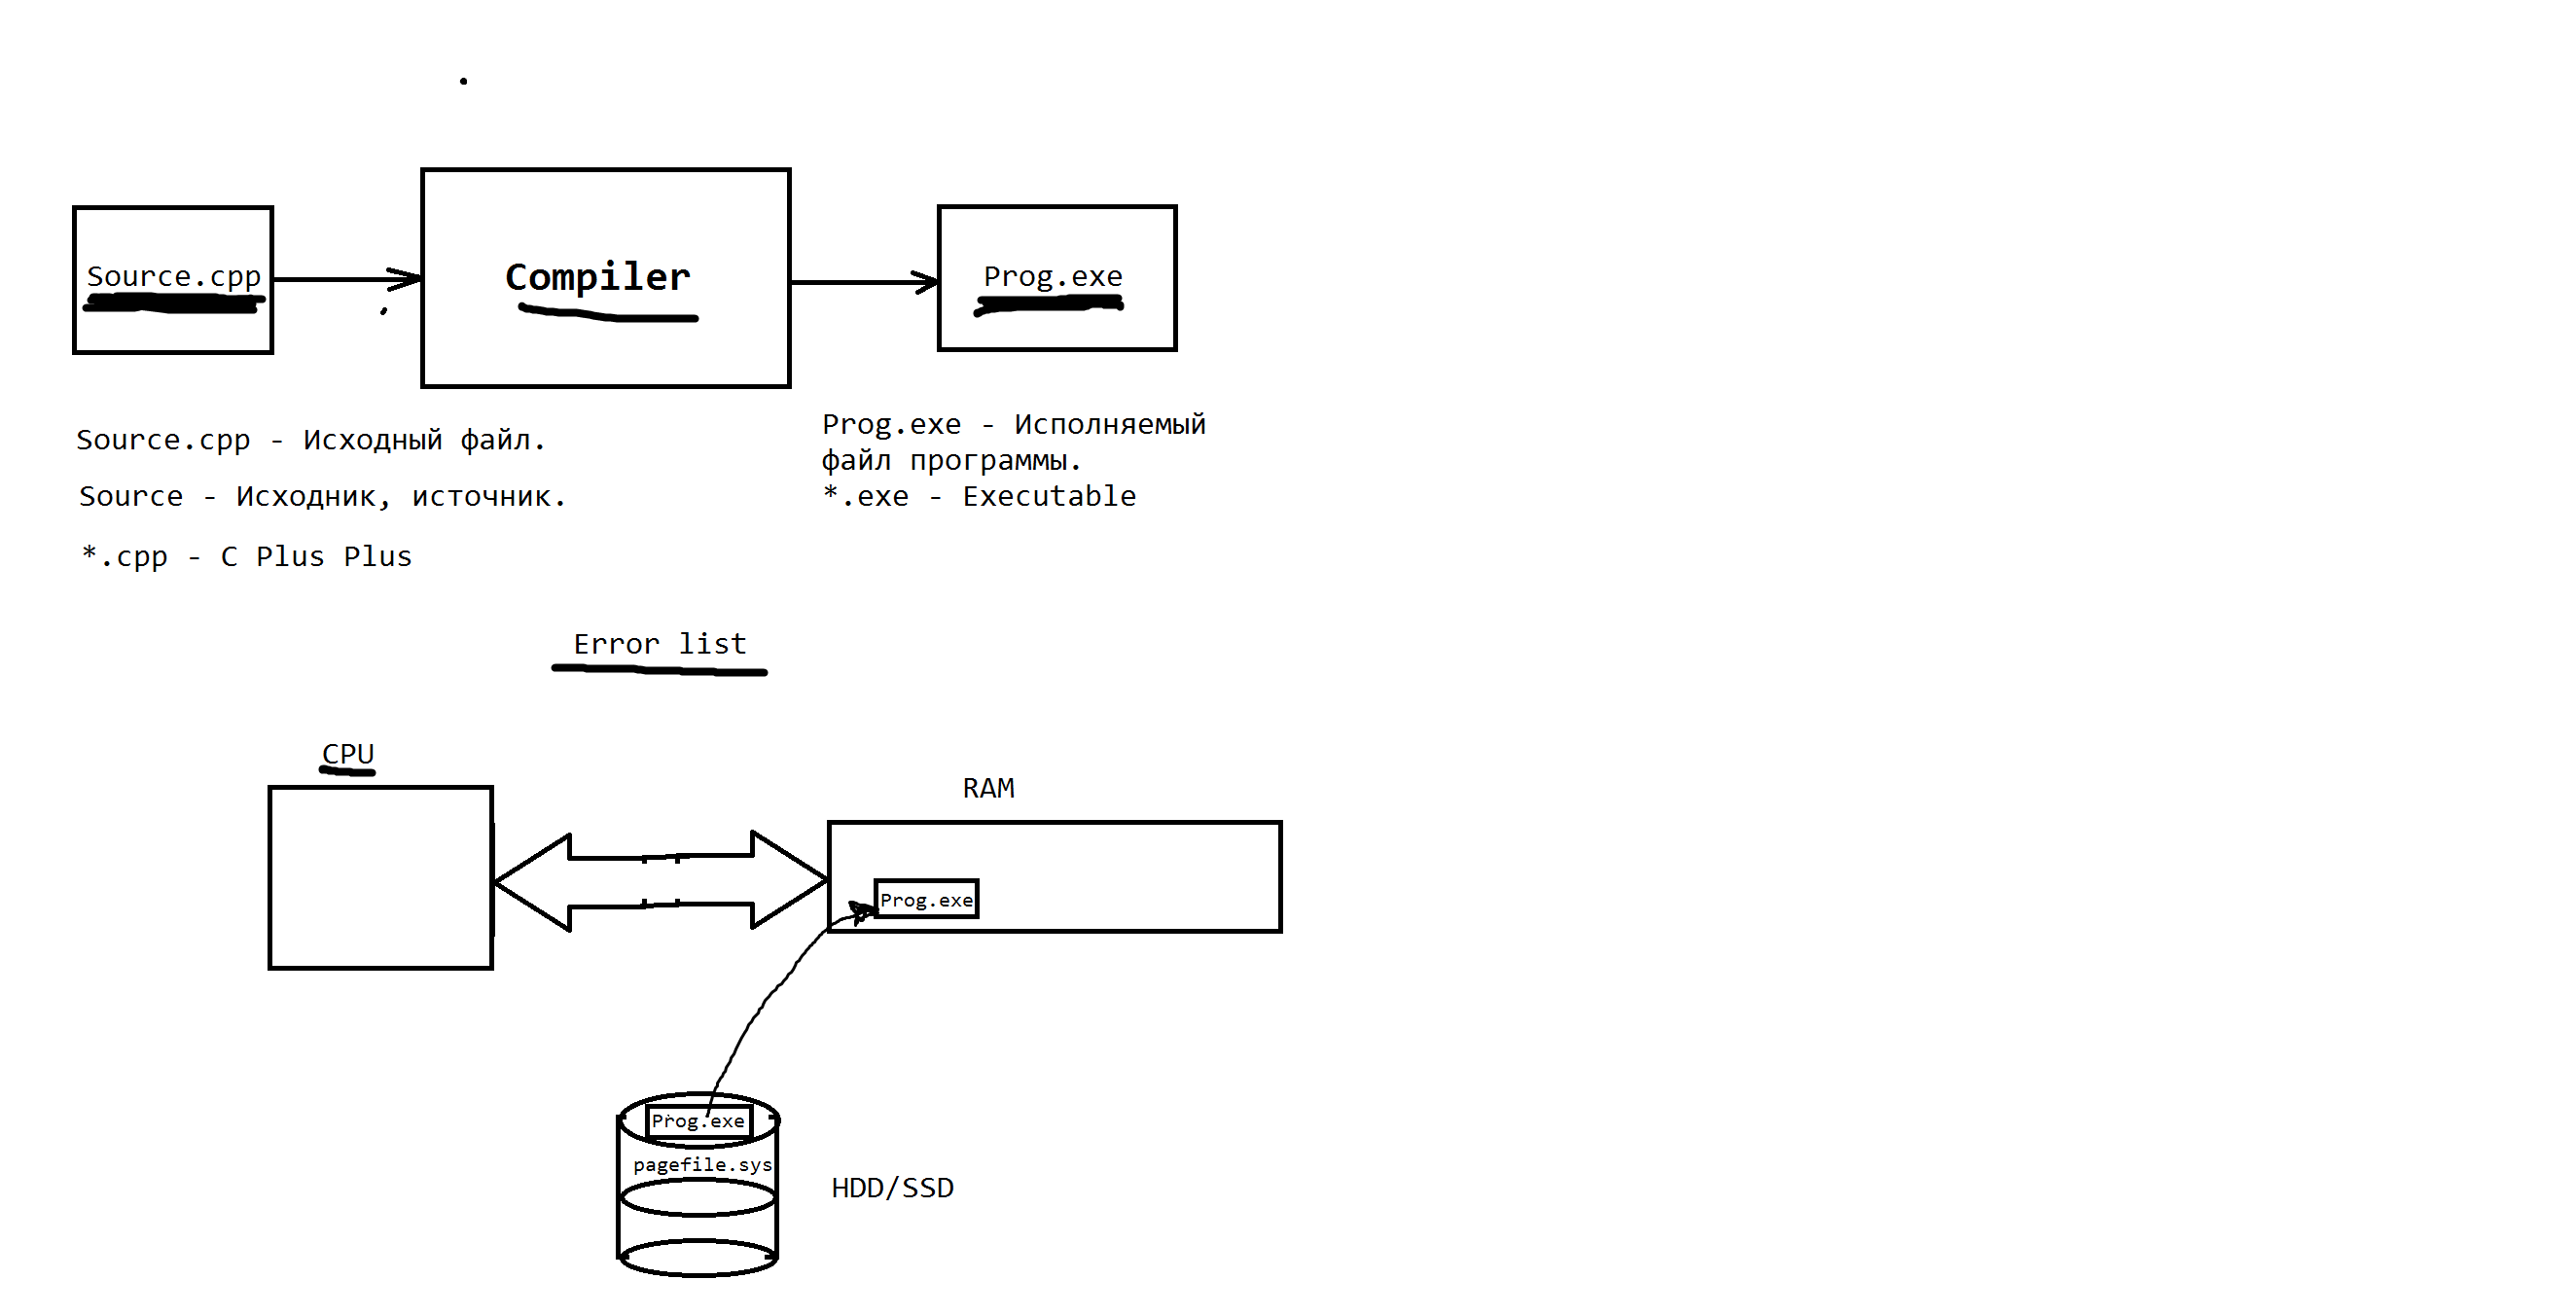 Source.cpp
Compiler
Prog.exe
Source.cpp - Исходный файл.
Source - Исходник, источник.
*.cpp - C Plus Plus
Prog.exe - Исполняемый
файл программы.
*.exe - Executable
Error list
CPU
RAM
Prog.exe
Prog.exe
pagefile.sys
HDD/SSD